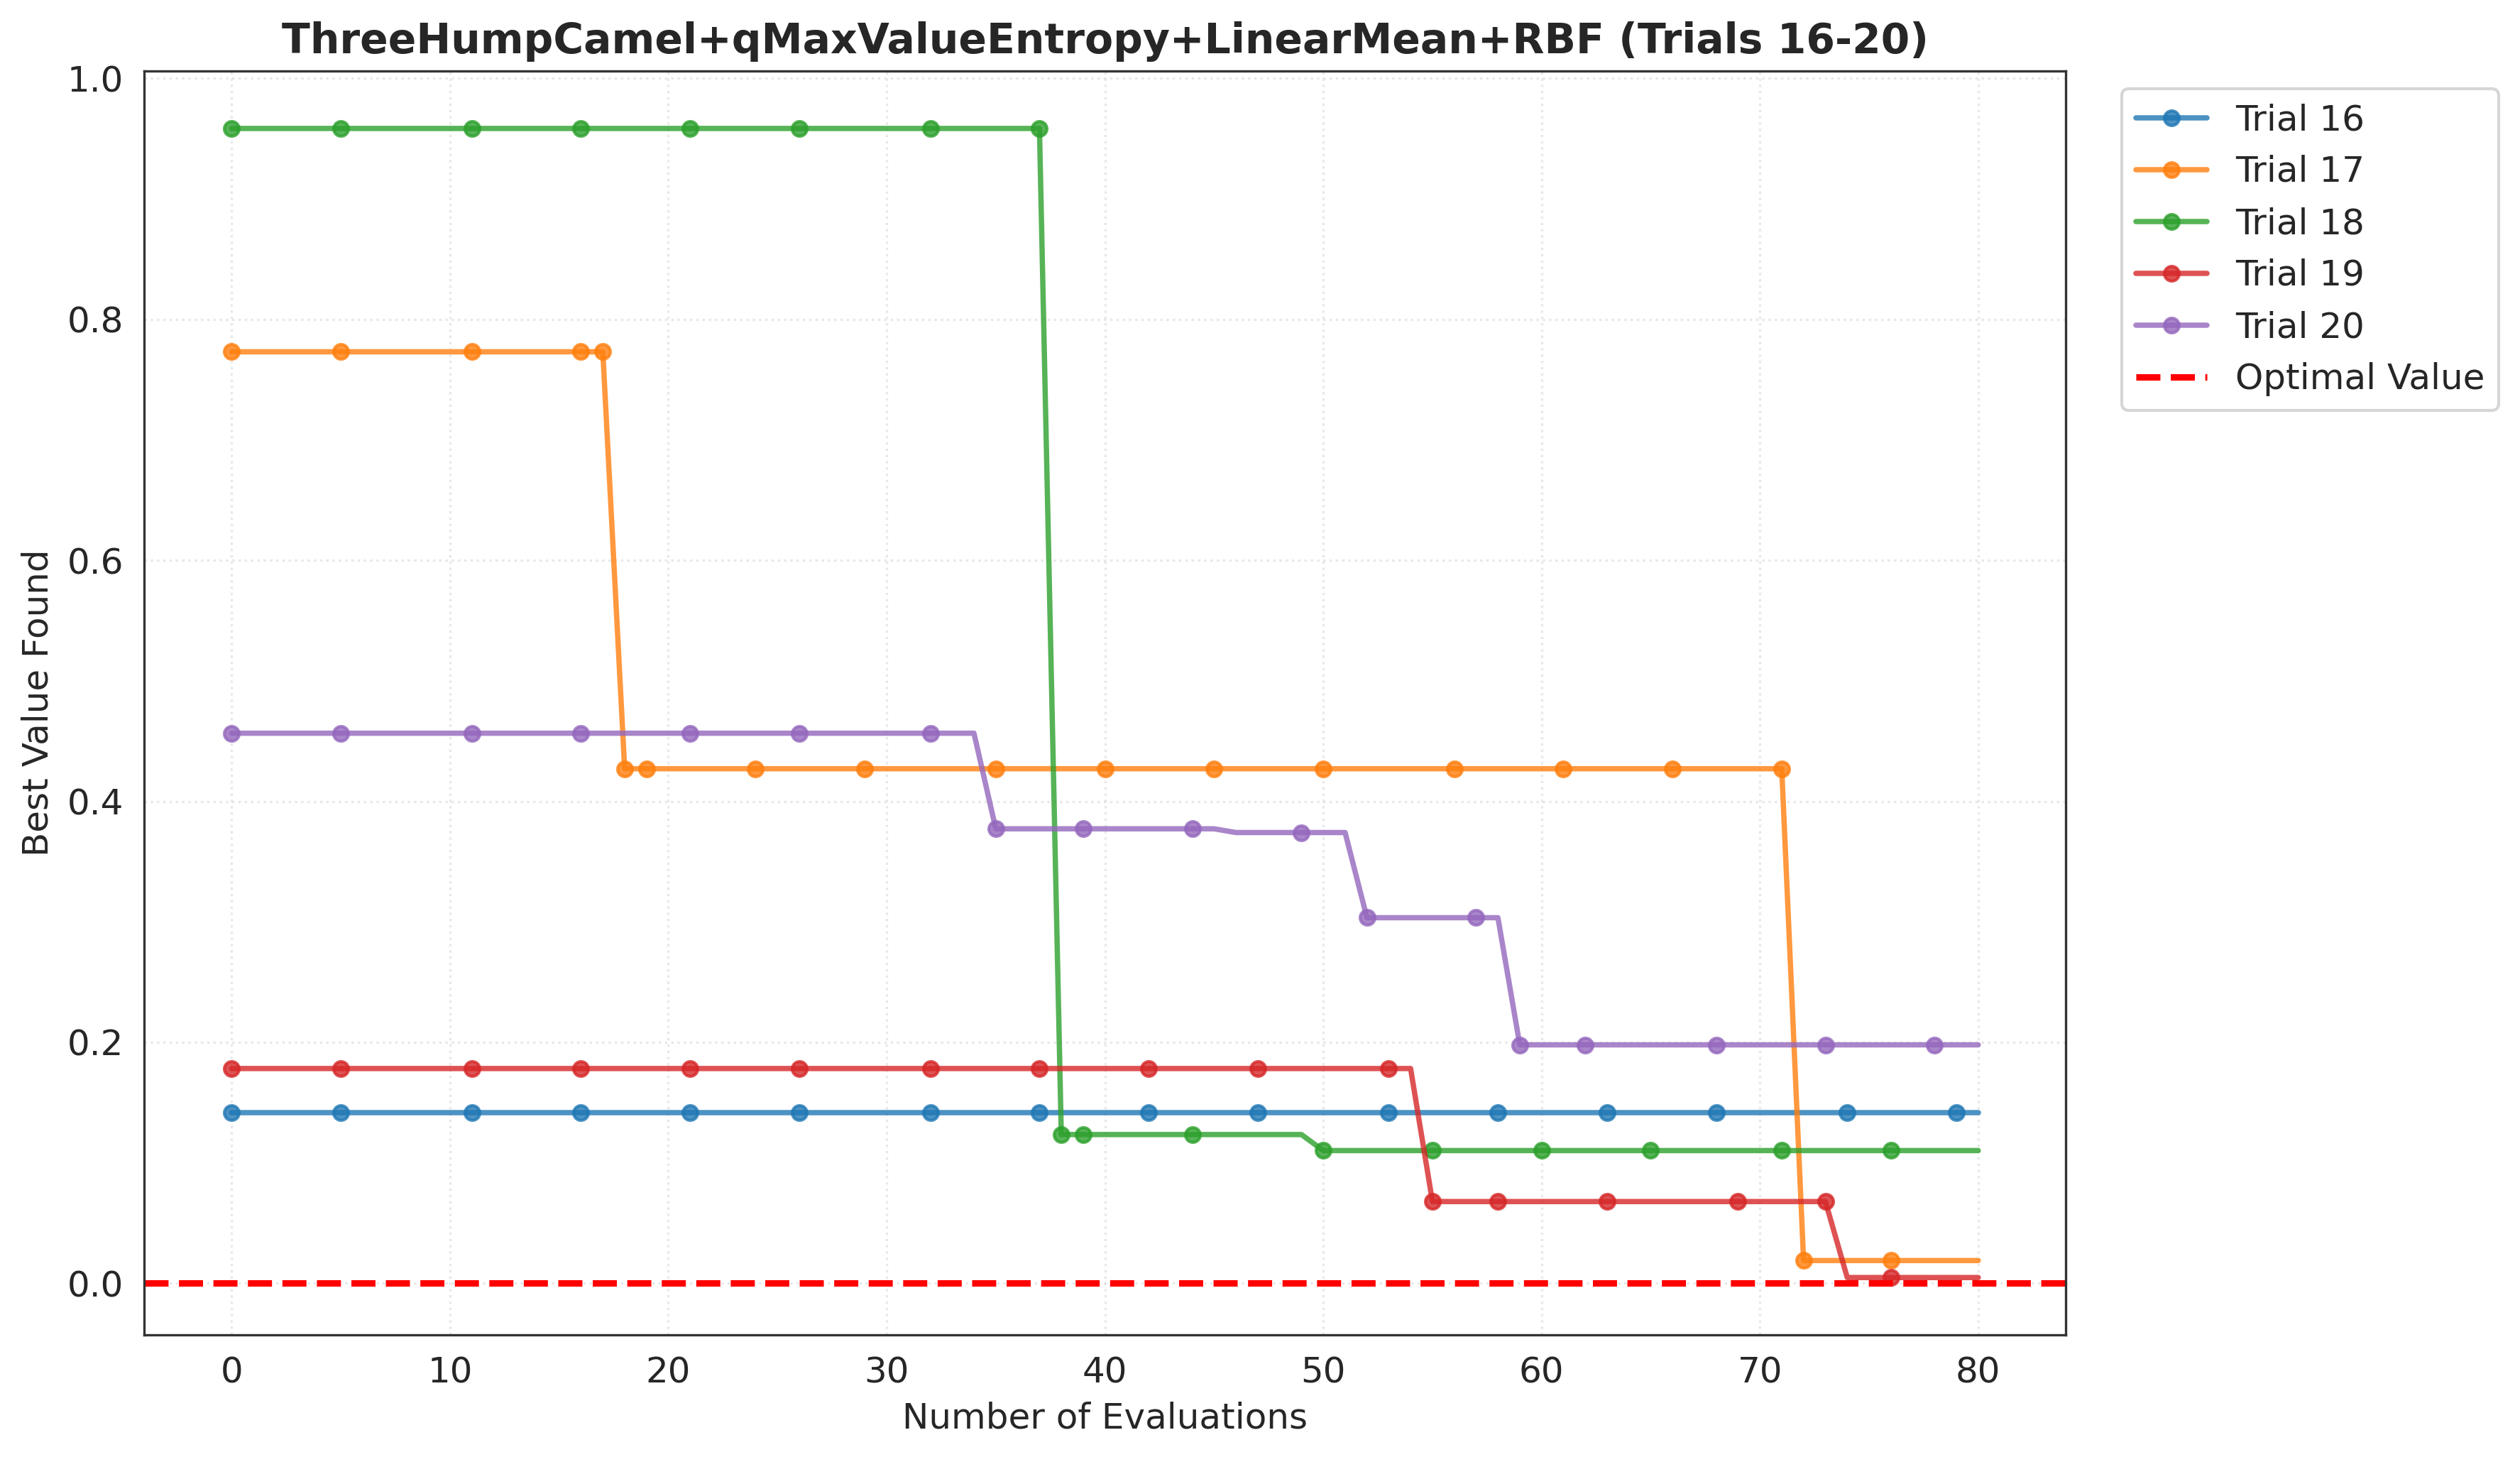 ThreeHumpCamel+qMaxValueEntropy+LinearMean+RBF (Trials 16-20)
1.0
0.8
0.6
0.4
0.2
0.0
Best Value Found
0 10 20 30 40 50 60 70 80
Number of Evaluations
Trial 16
Trial 17
Trial 18
Trial 19
Trial 20
Optimal Value